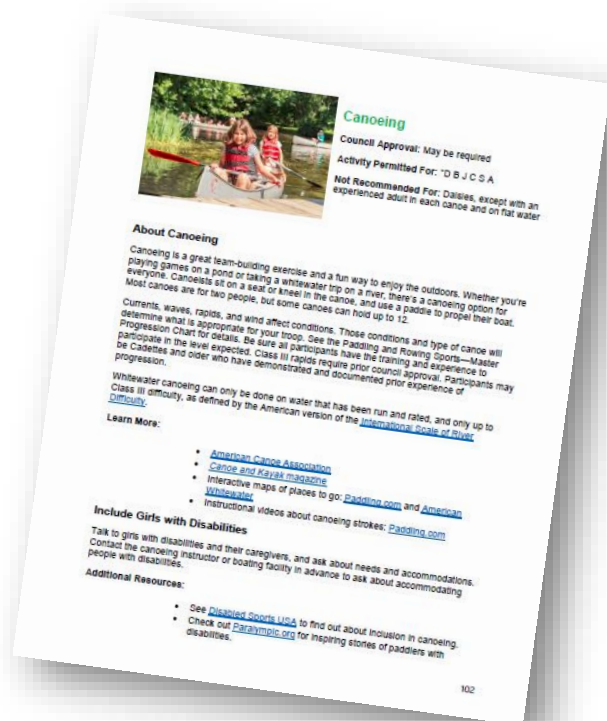 Canoeing
Council Approval: May be required
Activity Permitted For: *D B J C S A
Not Recommended For: Daisies, except with an
experienced adult in each canoe and on flat water
About Canoeing
Canoeing is a great team-building exercise and a fun way to enjoy the outdoors. Whether you're
playing games on a pond or taking a whitewater trip on a river, there's a canoeing option for
everyone. Canoeists sit on a seat or kneel in the canoe, and use a paddle to propel their boat.
Most canoes are for two people, but some canoes can hold up to 12.
Currents, waves, rapids, and wind affect conditions. Those conditions and type of canoe will
determine what is appropriate for your troop. See the Paddling and Rowing Sports—Master
Progression Chart for details. Be sure all participants have the training and experience to
participate in the level expected. Class III rapids require prior council approval. Participants may
be Cadettes and older who have demonstrated and documented prior experience of
progression.
Whitewater canoeing can only be done on water that has been run and rated, and only up to
Class III difficulty, as defined by the American version of the International Scale of River
Difficulty.
Learn More:
• American Canoe Association
• Canoe and Kayak magazine
• Interactive maps of places to go: Paddling.com and American
Whitewater
• Instructional videos about canoeing strokes: Paddling.com
Include Girls with Disabilities
Talk to girls with disabilities and their caregivers, and ask about needs and accommodations.
Contact the canoeing instructor or boating facility in advance to ask about accommodating
people with disabilities.
Additional Resources:
• See Disabled Sports USA to find out about inclusion in canoeing.
• Check out Paralympic.org for inspiring stories of paddlers with
disabilities.
102